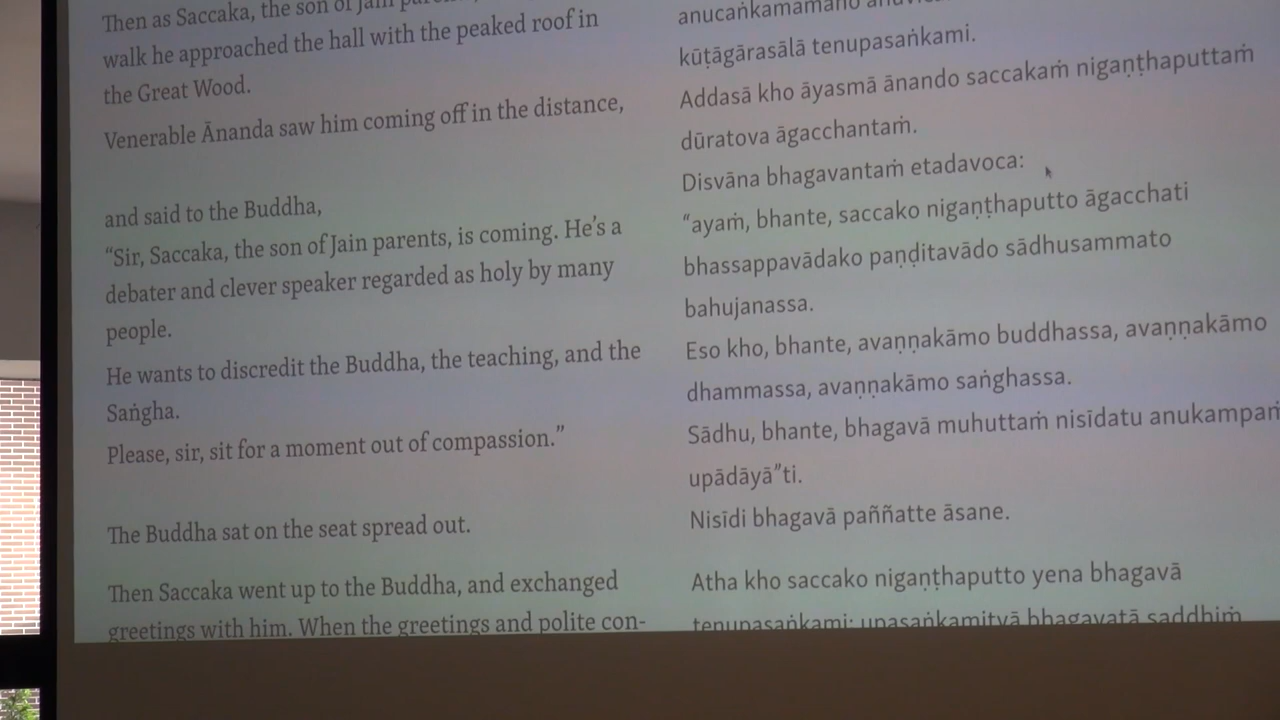 Then as Saccaka, the son of Jain
walk he approached the hall with the peaked roof in
the Great Wood.
Venerable Ānanda saw him coming off in the distance,
and said to the Buddha,
“Sir, Saccaka, the son of Jain parents, is coming. He’s a
debater and clever speaker regarded as holy by many
people.
He wants to discredit the Buddha, the teaching, and the
Saṅgha.
Please, sir, sit for a moment out of compassion.”
The Buddha sat on the seat spread out.
Then Saccaka went up to the Buddha, and exchanged
greetings with him. When the greetings and polite con-
anucaṅkamamāno
kūṭāgārasālā tenupasaṅkami.
Addasā kho āyasmā ānando saccakaṁ nigaṇṭhaputtaṁ
dūratova āgacchantaṁ.
Disvāna bhagavantaṁ etadavoca:
“ayaṁ, bhante, saccako nigaṇṭhaputto āgacchati
bhassappavādako paṇḍitavādo sādhusammato
bahujanassa.
Eso kho, bhante, avaṇṇakāmo buddhassa, avaṇṇakāmo
dhammassa, avaṇṇakāmo saṅghassa.
Sādhu, bhante, bhagavā muhuttaṁ nisīdatu anukampaṁ
upādāyā”ti.
Nisīdi bhagavā paññatte āsane.
Atha kho saccako nigaṇṭhaputto yena bhagavā
tenupasaṅkami; upasaṅkamitvā bhagavatā saddhiṁ